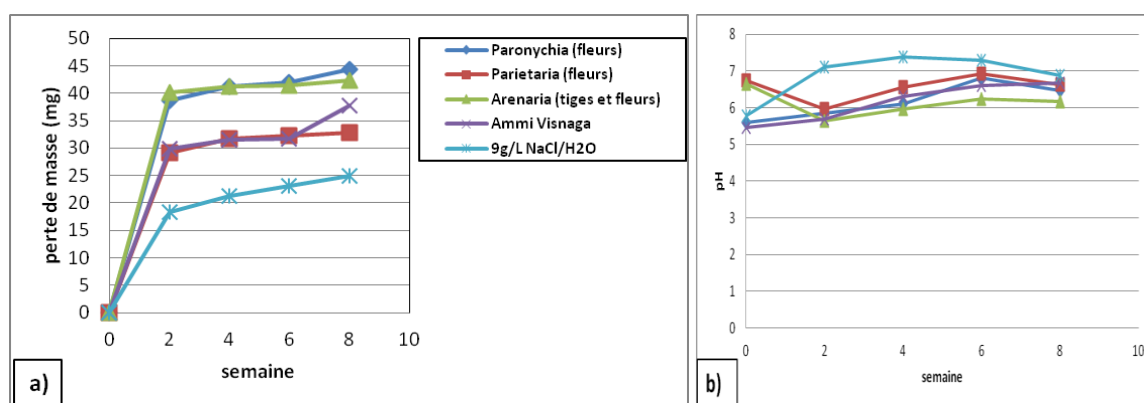 50
45
40
35
30
25
20
15
10
5
0
perte de masse (mg)
0 2 4 6 8 10
semaine
a)
Paronychia (fleurs)
Parietaria (fleurs)
Arenaria (tiges et fleurs)
Ammi Visnaga
9g/L NaCl/H2O
8
7
6
5
4
3
2
1
0
pH
0 2 4 6 8 10
semaine
b)